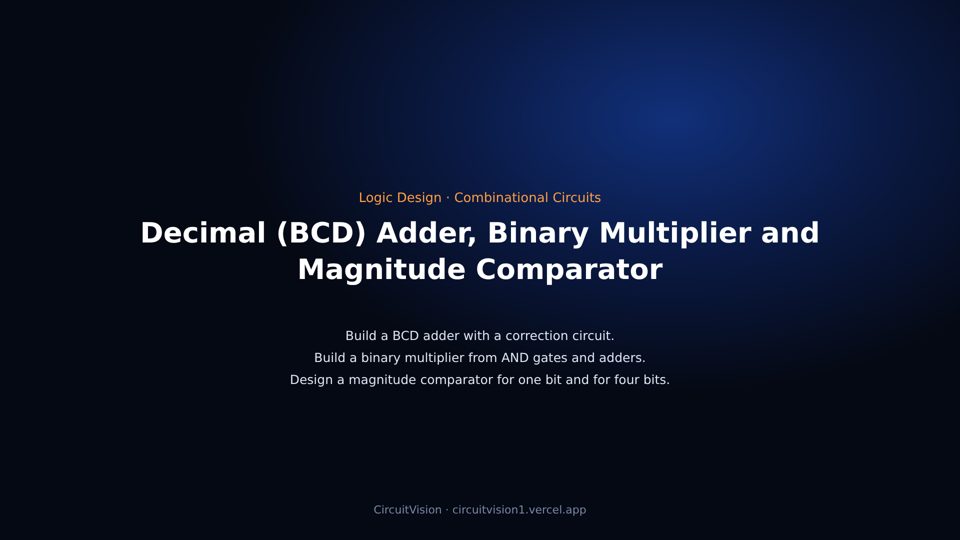 Logic Design · Combinational Circuits
Decimal (BCD) Adder, Binary Multiplier and
Magnitude Comparator
Build a BCD adder with a correction circuit.
Build a binary multiplier from AND gates and adders.
Design a magnitude comparator for one bit and for four bits.
CircuitVision · circuitvision1.vercel.app